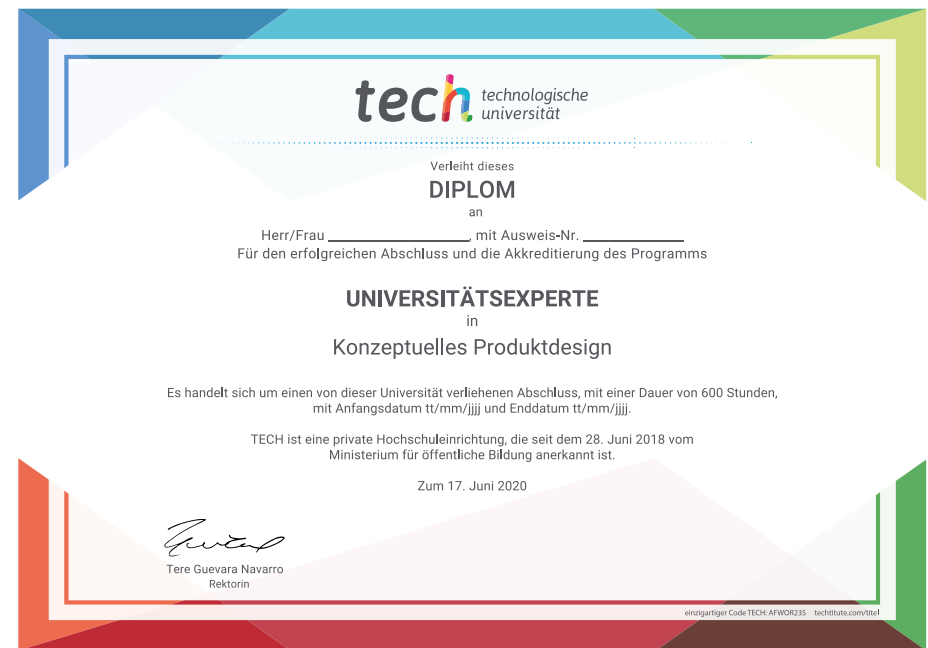 tech technologische
universität
Verleiht dieses
DIPLOM
an
Herr/Frau ____________________, mit Ausweis-Nr. ______________
Für den erfolgreichen Abschluss und die Akkreditierung des Programms
UNIVERSITÄTSEXPERTE
in
Konzeptuelles Produktdesign
Es handelt sich um einen von dieser Universität verliehenen Abschluss, mit einer Dauer von 600 Stunden,
mit Anfangsdatum tt/mm/jjjj und Enddatum tt/mm/jjjj.
TECH ist eine private Hochschuleinrichtung, die seit dem 28. Juni 2018 vom
Ministerium für öffentliche Bildung anerkannt ist.
Zum 17. Juni 2020
Tere Guevara Navarro
Rektorin
einzigartiger Code TECH: AFWOR23S techtitute.com/titel